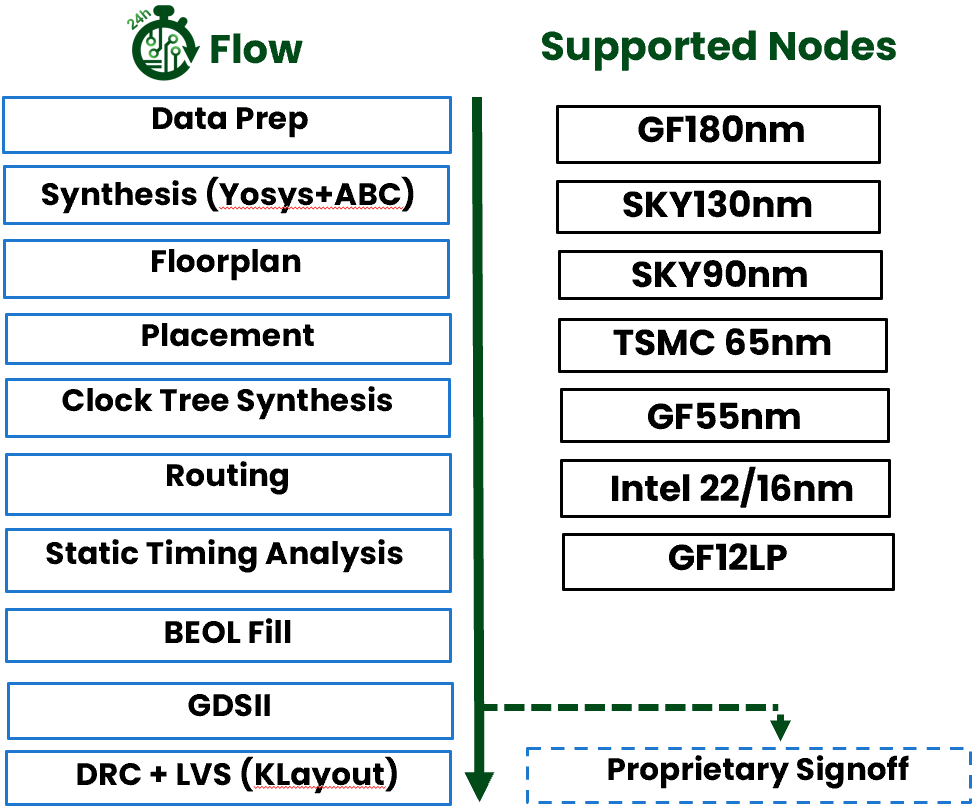 24h
Flow
Data Prep
Synthesis (Yosys+ABC)
Floorplan
Placement
Clock Tree Synthesis
Routing
Static Timing Analysis
BEOL Fill
GDSII
DRC + LVS (KLayout)
Supported Nodes
GF180nm
SKY130nm
SKY90nm
TSMC 65nm
GF55nm
Intel 22/16nm
GF12LP
Proprietary Signoff